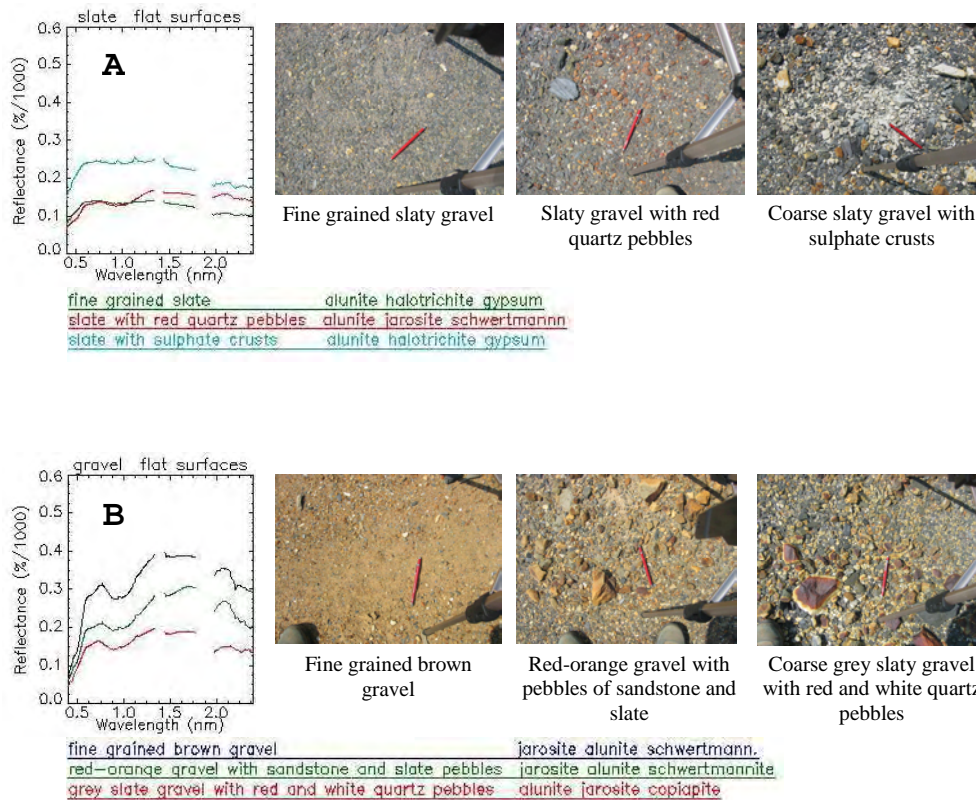 slate flat surfaces
A
Reflectance (%/1000)
0.6
0.5
0.4
0.3
0.2
0.1
0.0
0.5 1.0 1.5 2.0
Wavelength (nm)
Fine grained slaty gravel
Slaty gravel with red
quartz pebbles
Coarse slaty gravel with
sulphate crusts
fine grained slate alunite halotrichite gypsum
slate with red quartz pebbles alunite jarosite schwertmannn
slate with sulphate crusts alunite halotrichite gypsum
gravel flat surfaces
B
Reflectance (%/1000)
0.6
0.5
0.4
0.3
0.2
0.1
0.0
0.5 1.0 1.5 2.0
Wavelength (nm)
Fine grained brown
gravel
Red-orange gravel with
pebbles of sandstone and
slate
Coarse grey slaty gravel
with red and white quartz
pebbles
fine grained brown gravel jarosite alunite schwertmann.
red-orange gravel with sandstone and slate pebbles jarosite alunite schwertmannite
grey slate gravel with red and white quartz pebbles alunite jarosite copiapite